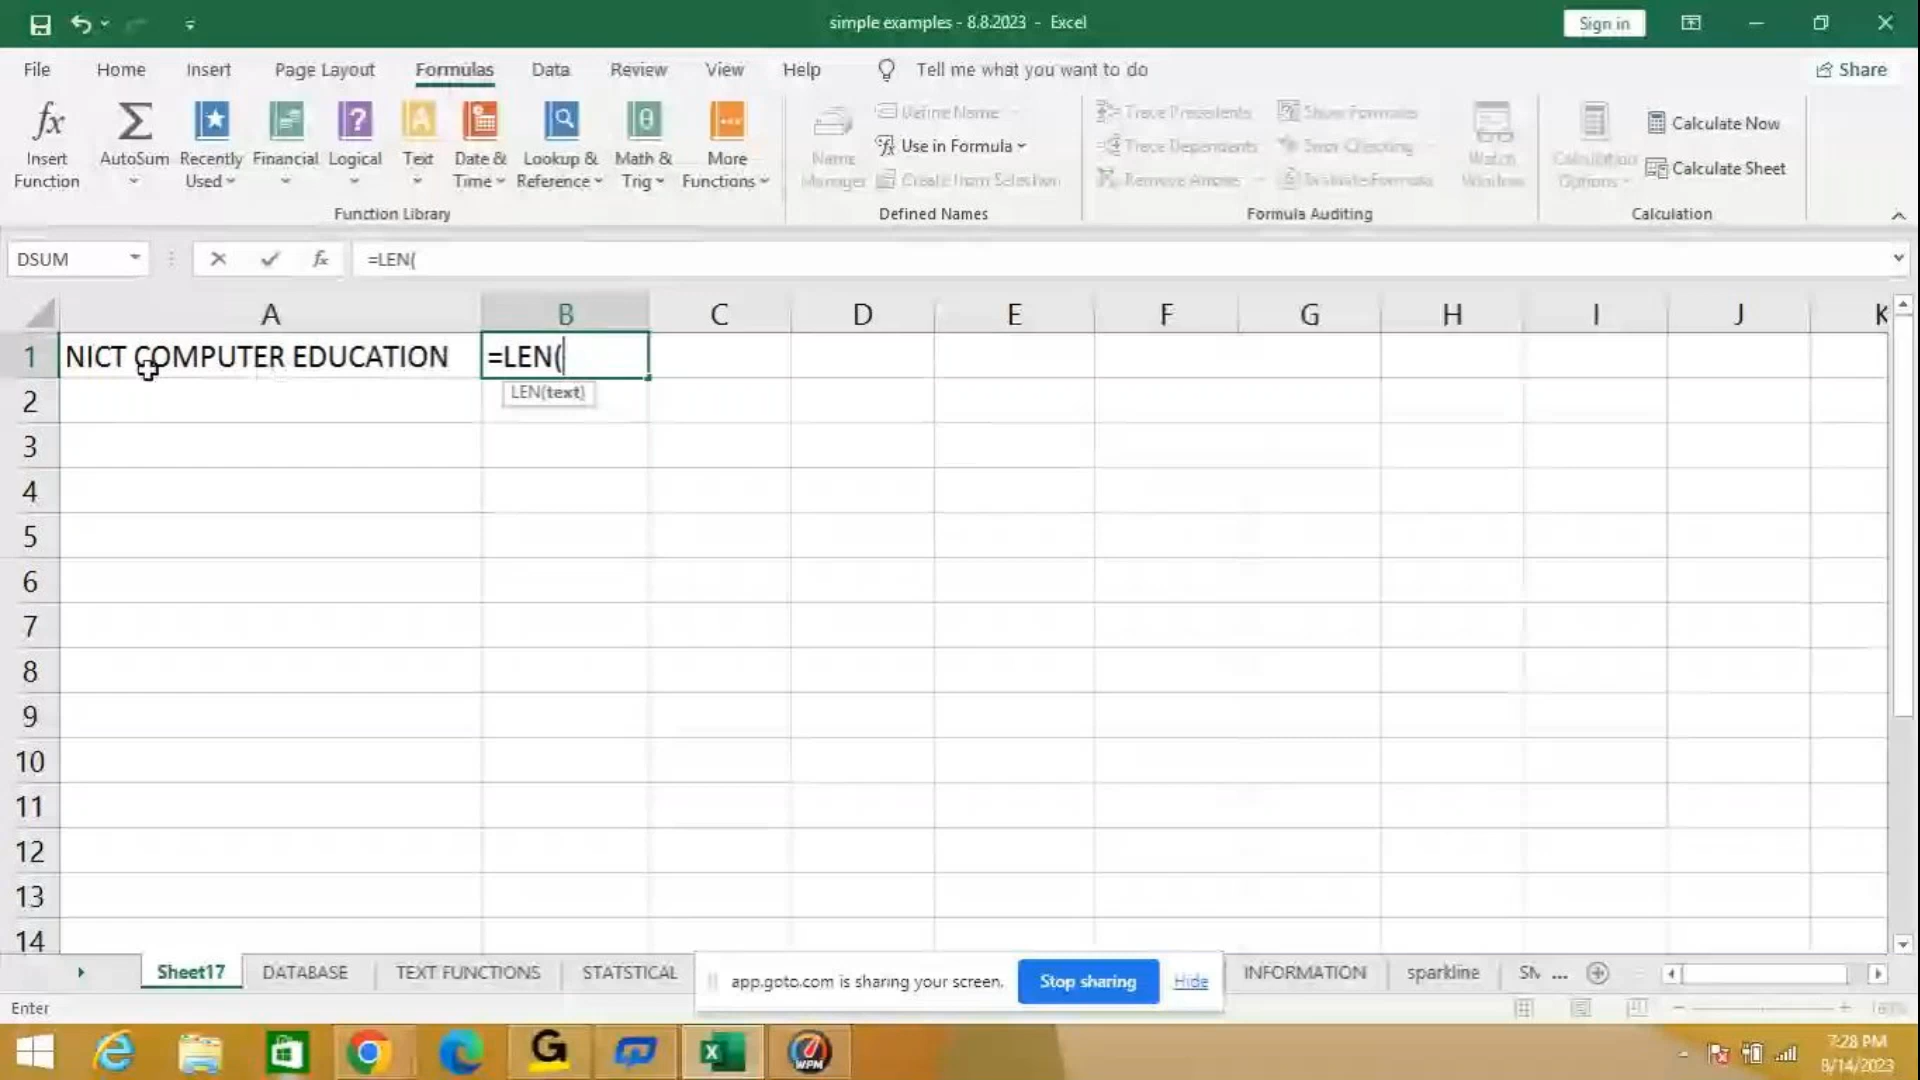 simple examples - 8.8.2023 - Excel
Sign in
File Home Insert Page Layout Formulas Data Review View Help Tell me what you want to do Share
fx Insert Function
Σ AutoSum
Recently Used
Financial
Logical
Text
Date & Time
Lookup & Reference
Math & Trig
More Functions
Function Library
Name Manager
Define Name
Use in Formula
Create from Selection
Defined Names
Trace Precedents
Trace Dependents
Remove Arrows
Show Formulas
Error Checking
Evaluate Formula
Watch Window
Formula Auditing
Calculation Options
Calculate Now
Calculate Sheet
Calculation
DSUM fx =LEN(
A B C D E F G H I J K
1 NICT COMPUTER EDUCATION =LEN(
LEN(text)
2
3
4
5
6
7
8
9
10
11
12
13
14
Sheet17 DATABASE TEXT FUNCTIONS STATSTICAL INFORMATION sparkline ...
app.goto.com is sharing your screen. Stop sharing Hide
Enter
G X WPM
7:28 PM
8/14/2023